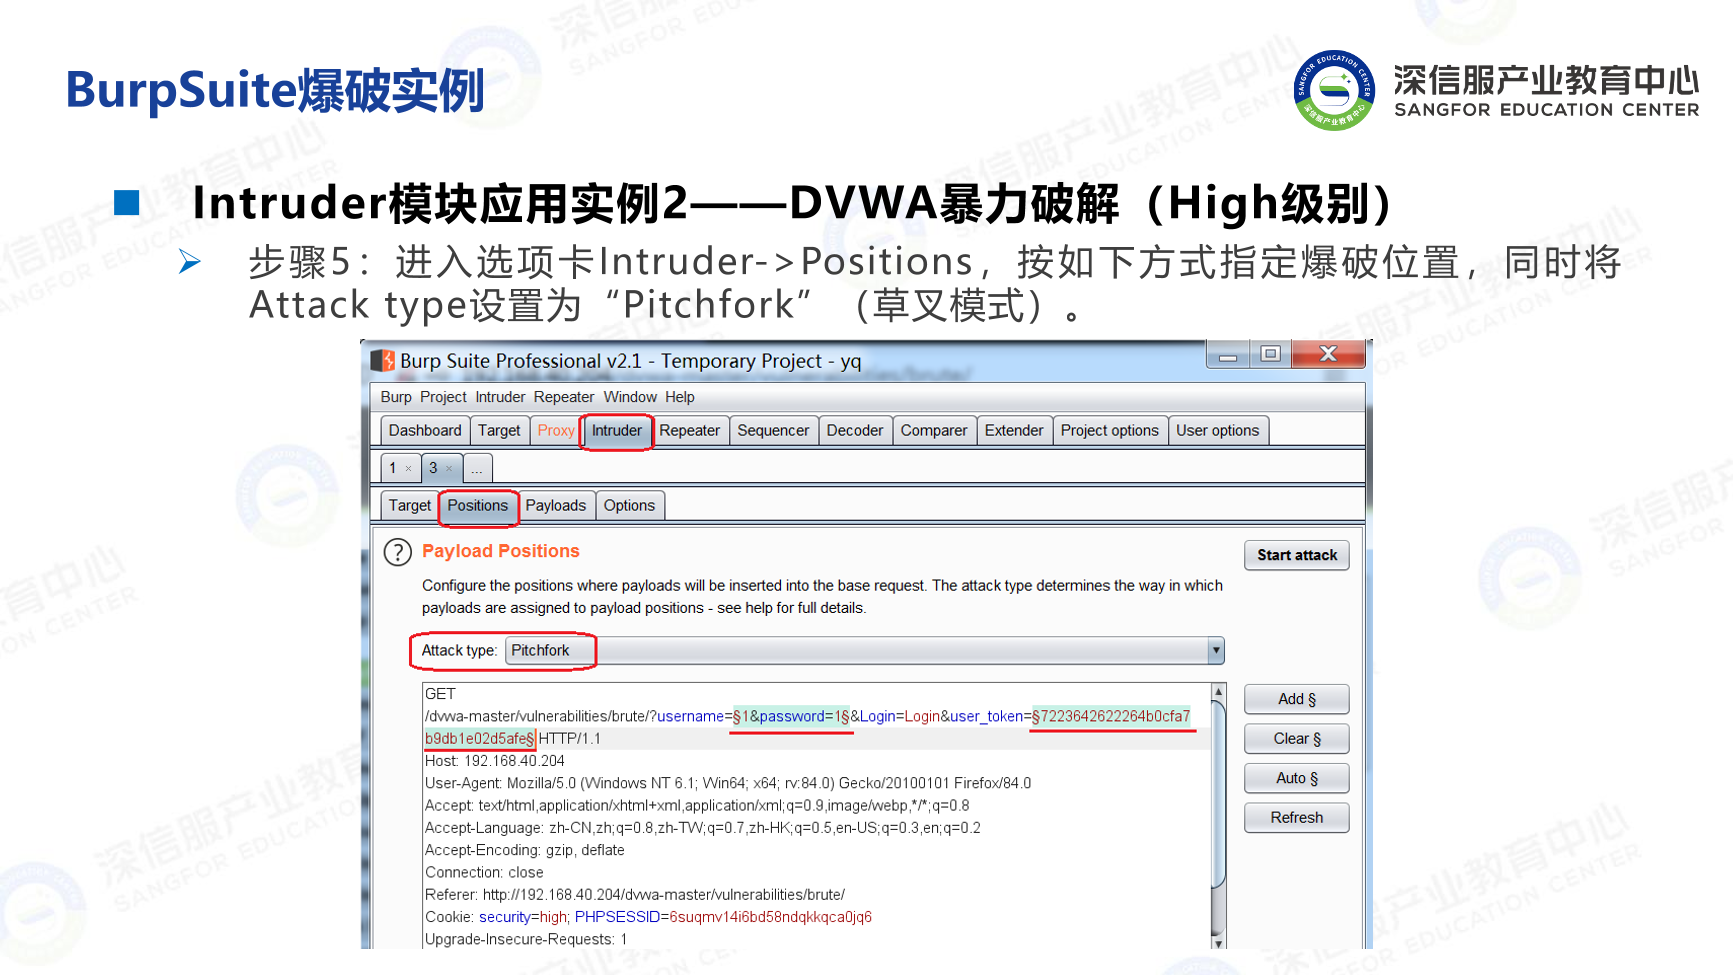 BurpSuite爆破实例
深信服产业教育中心
SANGFOR EDUCATION CENTER
Intruder模块应用实例2——DVWA暴力破解（High级别）
步骤5：进入选项卡Intruder->Positions，按如下方式指定爆破位置，同时将
Attack type设置为“Pitchfork”（草叉模式）。
Burp Suite Professional v2.1 - Temporary Project - yq
Burp Project Intruder Repeater Window Help
Dashboard Target Proxy Intruder Repeater Sequencer Decoder Comparer Extender Project options User options
1 × 3 × ...
Target Positions Payloads Options
? Payload Positions
Start attack
Configure the positions where payloads will be inserted into the base request. The attack type determines the way in which
payloads are assigned to payload positions - see help for full details.
Attack type: Pitchfork
GET
/dvwa-master/vulnerabilities/brute/?username=§1&password=1§&Login=Login&user_token=§7223642622264b0cfa7
b9db1e02d5afe§ HTTP/1.1
Host: 192.168.40.204
User-Agent: Mozilla/5.0 (Windows NT 6.1; Win64; x64; rv:84.0) Gecko/20100101 Firefox/84.0
Accept: text/html,application/xhtml+xml,application/xml;q=0.9,image/webp,*/*;q=0.8
Accept-Language: zh-CN,zh;q=0.8,zh-TW;q=0.7,zh-HK;q=0.5,en-US;q=0.3,en;q=0.2
Accept-Encoding: gzip, deflate
Connection: close
Referer: http://192.168.40.204/dvwa-master/vulnerabilities/brute/
Cookie: security=high; PHPSESSID=6suqmv14i6bd58ndqkkqca0jq6
Upgrade-Insecure-Requests: 1
Add §
Clear §
Auto §
Refresh